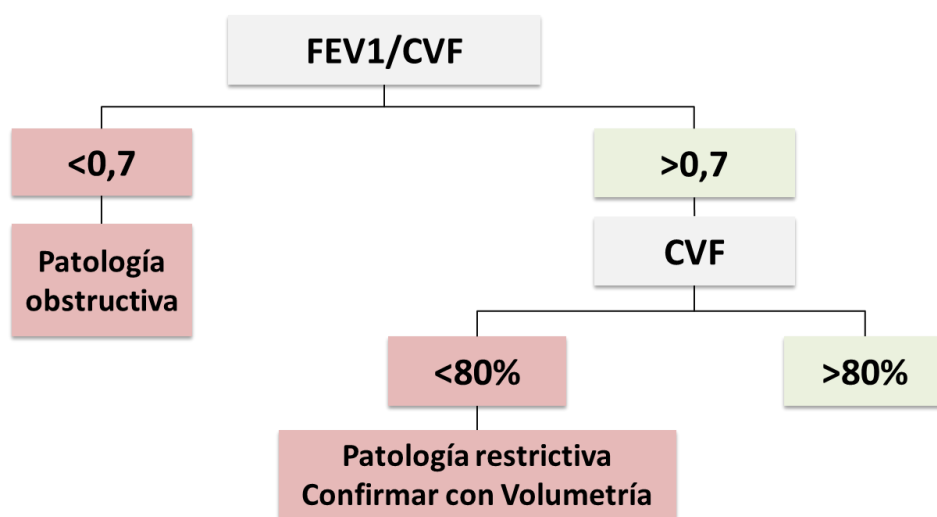 FEV1/CVF
<0,7
>0,7
Patología
obstructiva
CVF
<80%
>80%
Patología restrictiva
Confirmar con Volumetría